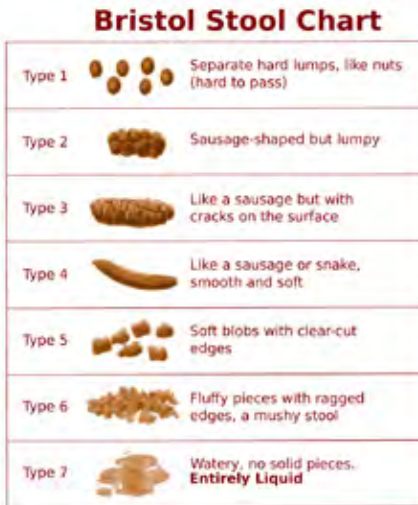 Bristol Stool Chart
Type 1
Separate hard lumps, like nuts
(hard to pass)
Type 2
Sausage-shaped but lumpy
Type 3
Like a sausage but with
cracks on the surface
Type 4
Like a sausage or snake,
smooth and soft
Type 5
Soft blobs with clear-cut
edges
Type 6
Fluffy pieces with ragged
edges, a mushy stool
Type 7
Watery, no solid pieces.
Entirely Liquid